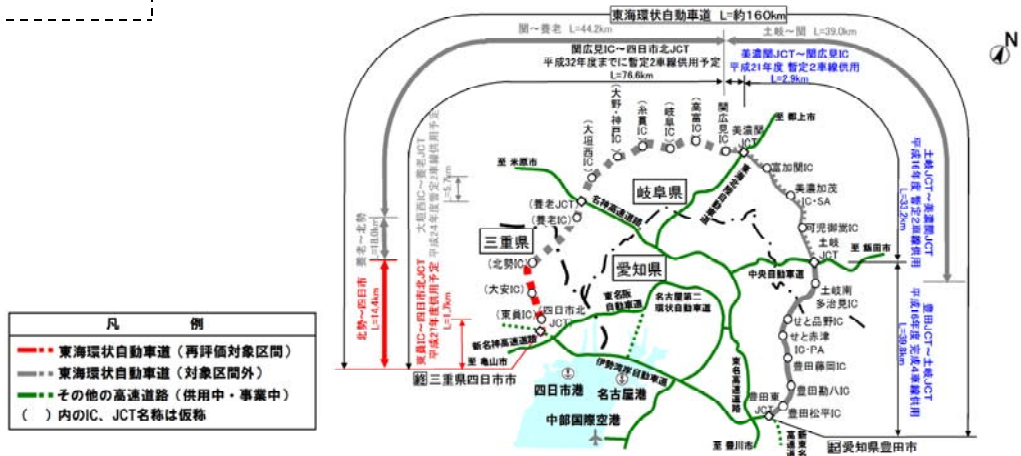 東海環状自動車道 L=約160km
関～養老 L=44.2km
土岐～関 L=39.0km
関広見IC～四日市北JCT
平成32年度までに暫定2車線供用予定
L=76.6km
美濃関JCT～関広見IC
平成21年度 暫定2車線供用
L=2.9km
N
(大野・神戸IC)
(糸貫IC)
(岐阜IC)
(高富IC)
関広見IC
美濃関
JCT
至 郡上市
(大垣西IC)
至 米原市
岐阜県
東海北陸自動車道
富加関IC
美濃加茂
IC・SA
可児御嵩IC
土岐
JCT
至 飯田市
土岐JCT～美濃関JCT
平成16年度 暫定2車線供用
L=33.2km
大垣西IC～養老JCT
平成24年度暫定2車線供用予定
L=5.7km
養老～北勢
L=18.0km
(養老JCT)
(養老IC)
名神高速道路
三重県
愛知県
中央自動車道
(北勢IC)
(大安IC)
(東員IC)
(四日市北
JCT)
北勢～四日市
L=14.4km
東員IC～四日市北JCT
平成21年度供用予定
L=1.7km
東名阪
自動車道
名古屋第二
環状自動車道
土岐南
多治見IC
せと品野IC
せと赤津
IC・PA
豊田藤岡IC
豊田勘八IC
豊田松平IC
豊田東
JCT
豊田JCT～土岐JCT
平成16年度 完成4車線供用
L=39.8km
新名神高速道路
至 亀山市
伊勢湾岸自動車道
東名高速道路
終三重県四日市市
四日市港
名古屋港
中部国際空港
至 豊川市
新東名
高速道
起愛知県豊田市
凡 例
東海環状自動車道（再評価対象区間）
東海環状自動車道（対象区間外）
その他の高速道路（供用中・事業中）
（ ）内のIC、JCT名称は仮称